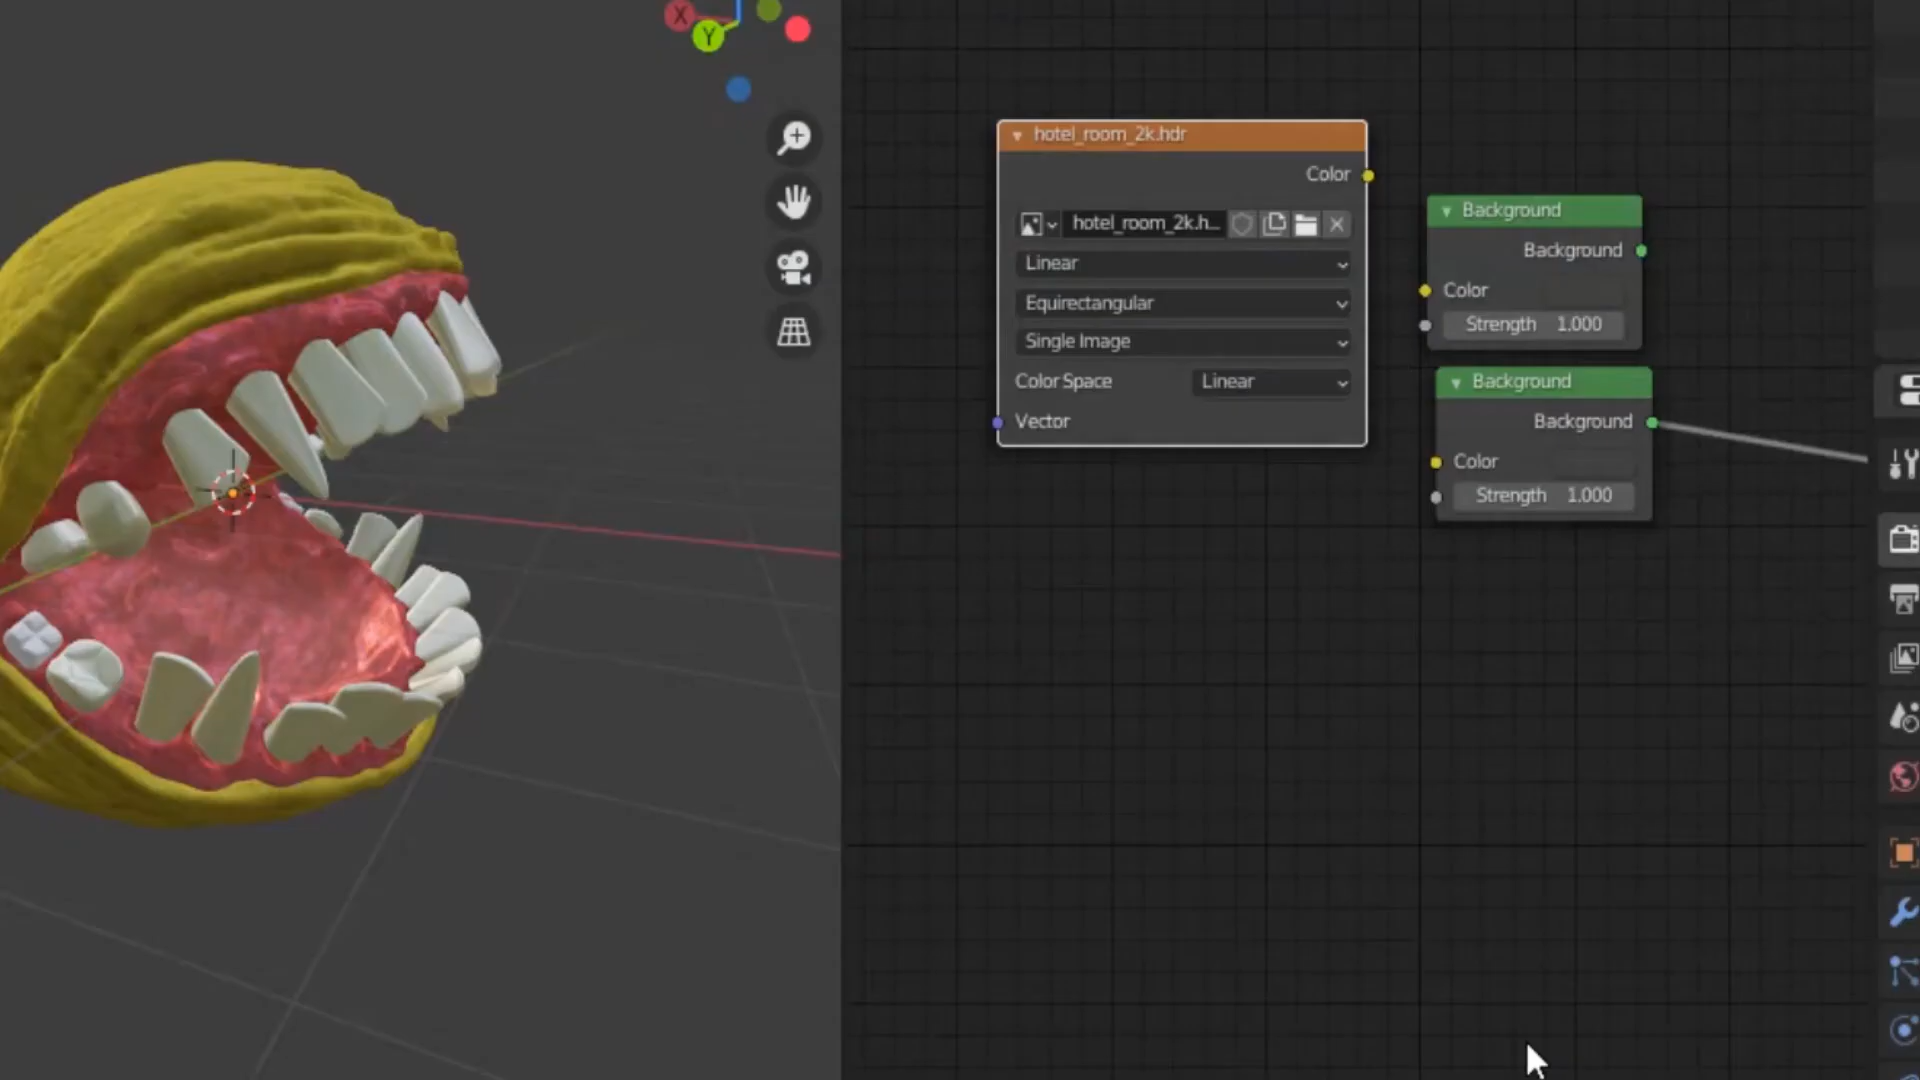 X
Y
hotel_room_2k.hdr
Color
hotel_room_2k.h...
Linear
Equirectangular
Single Image
Color Space Linear
Vector
Background
Background
Color
Strength 1.000
Background
Background
Color
Strength 1.000